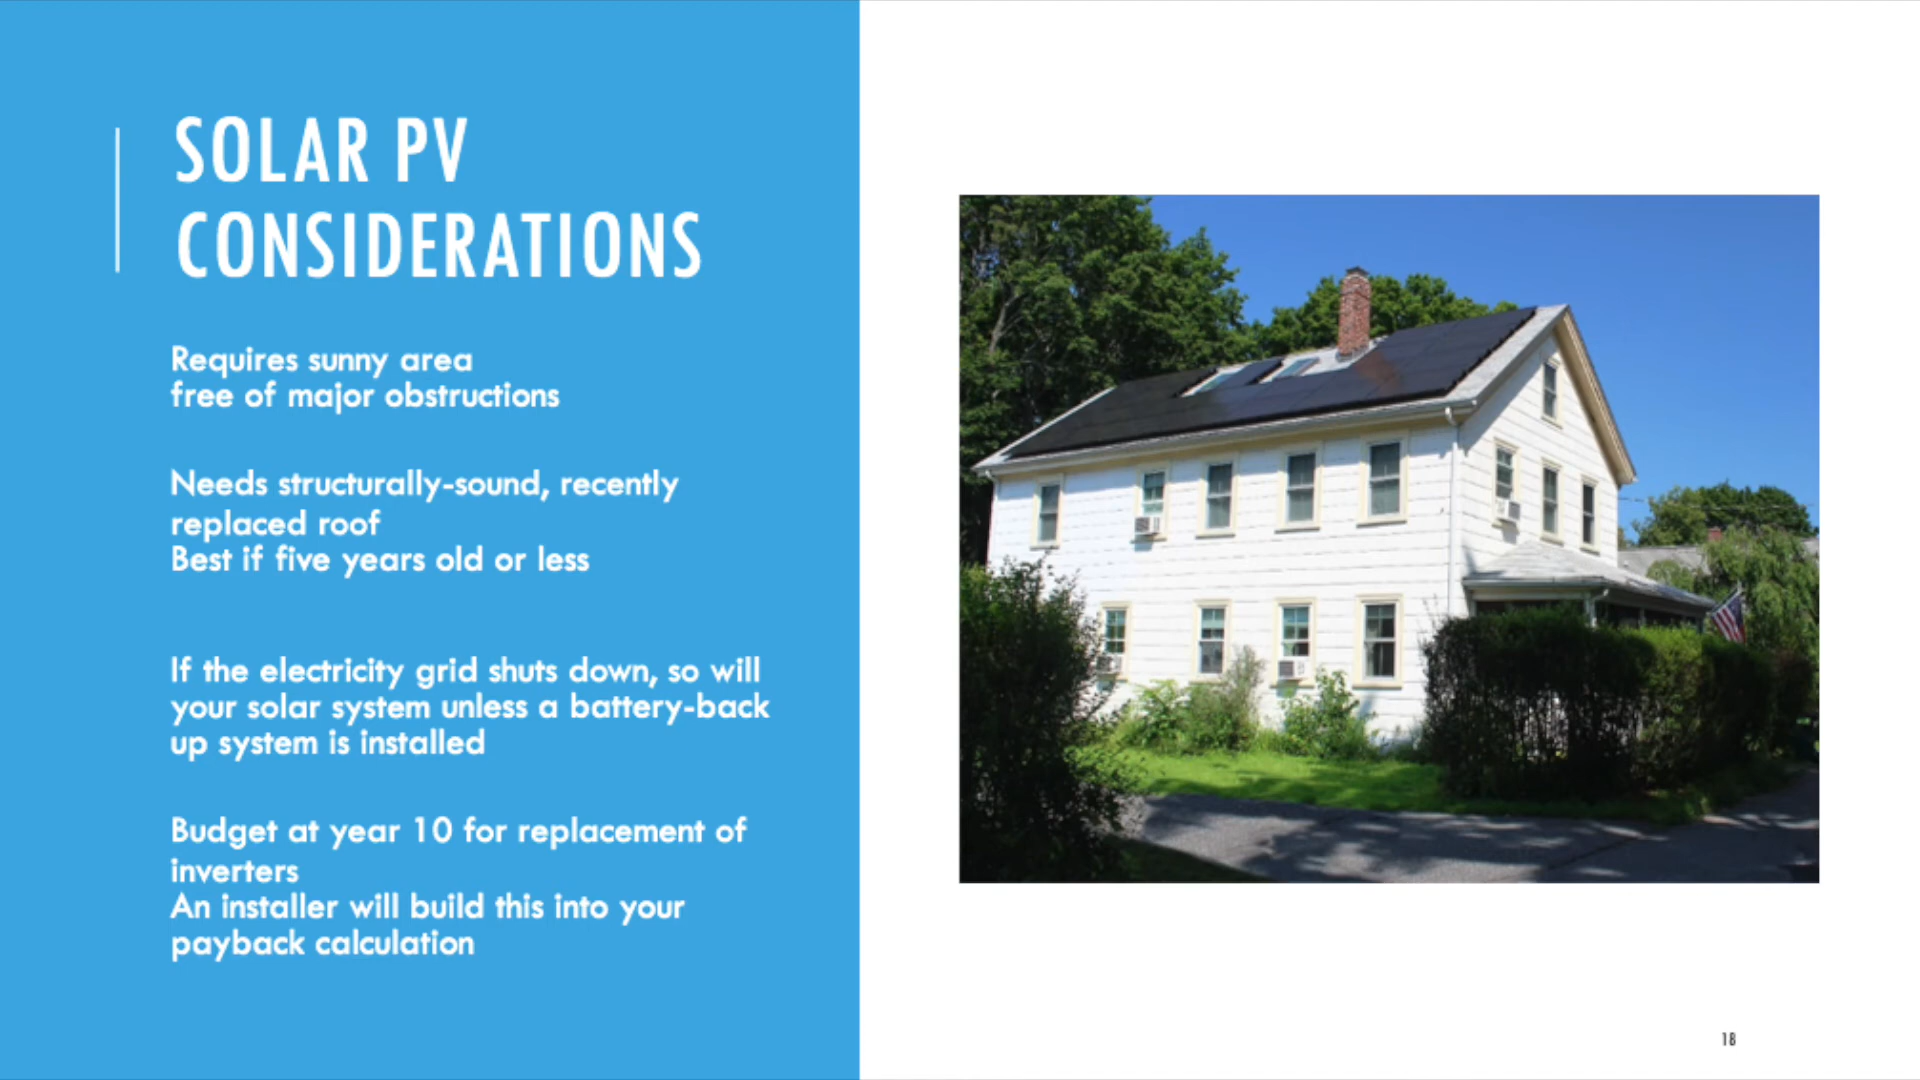 SOLAR PV
CONSIDERATIONS
Requires sunny area
free of major obstructions
Needs structurally-sound, recently
replaced roof
Best if five years old or less
If the electricity grid shuts down, so will
your solar system unless a battery-back
up system is installed
Budget at year 10 for replacement of
inverters
An installer will build this into your
payback calculation
18